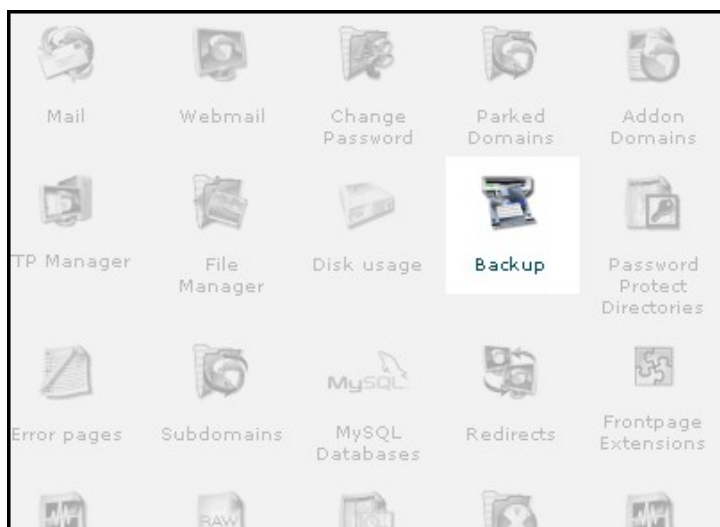 Mail
Webmail
Change
Password
Parked
Domains
Addon
Domains
TP Manager
File
Manager
Disk usage
Backup
Password
Protect
Directories
Error pages
Subdomains
MySQL
MySQL
Databases
Redirects
Frontpage
Extensions
RAW